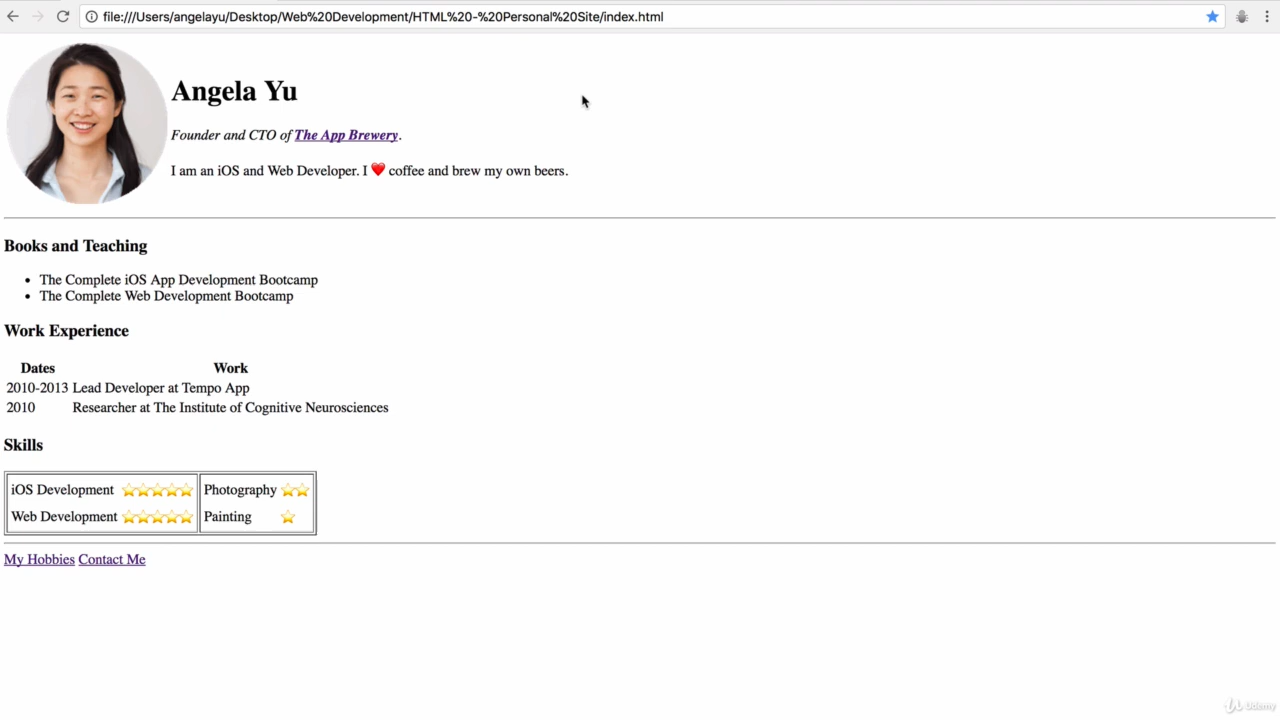 file:///Users/angelayu/Desktop/Web%20Development/HTML%20-%20Personal%20Site/index.html
Angela Yu
Founder and CTO of The App Brewery.
I am an iOS and Web Developer. I ❤️ coffee and brew my own beers.
Books and Teaching
• The Complete iOS App Development Bootcamp
• The Complete Web Development Bootcamp
Work Experience
Dates Work
2010-2013 Lead Developer at Tempo App
2010 Researcher at The Institute of Cognitive Neurosciences
Skills
iOS Development ⭐⭐⭐⭐⭐ Photography ⭐⭐
Web Development ⭐⭐⭐⭐⭐ Painting ⭐
My Hobbies Contact Me
Udemy